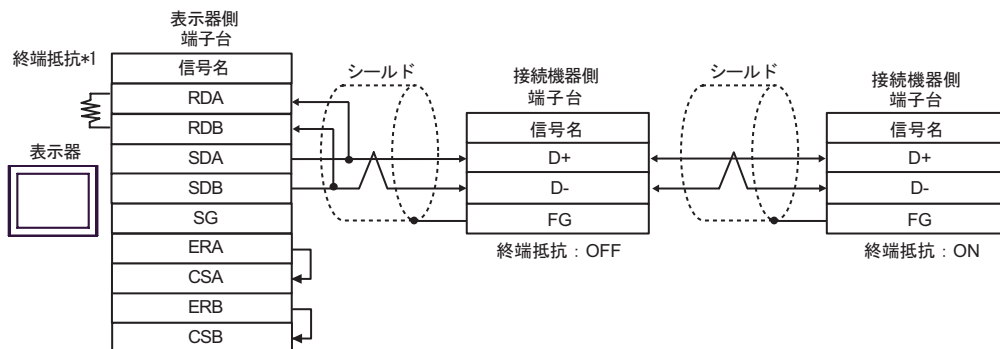 表示器側
端子台
終端抵抗*1
信号名
RDA
RDB
SDA
SDB
SG
ERA
CSA
ERB
CSB
表示器
シールド
接続機器側
端子台
信号名
D+
D-
FG
終端抵抗：OFF
シールド
接続機器側
端子台
信号名
D+
D-
FG
終端抵抗：ON